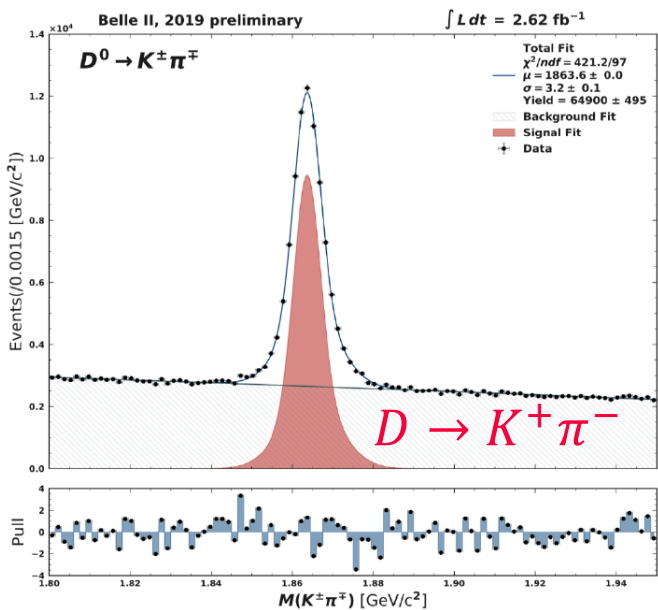 Belle II, 2019 preliminary
∫ L dt = 2.62 fb⁻¹
×10⁴
D⁰ → K±π∓
Total Fit
χ²/ndf = 421.2/97
μ = 1863.6 ± 0.0
σ = 3.2 ± 0.1
Yield = 64900 ± 495
Background Fit
Signal Fit
Data
Events(/0.0015 [GeV/c²])
1.4
1.2
1.0
0.8
0.6
0.4
0.2
0.0
D → K⁺π⁻
Pull
4
2
0
−2
−4
1.80 1.82 1.84 1.86 1.88 1.90 1.92 1.94
M(K±π∓) [GeV/c²]